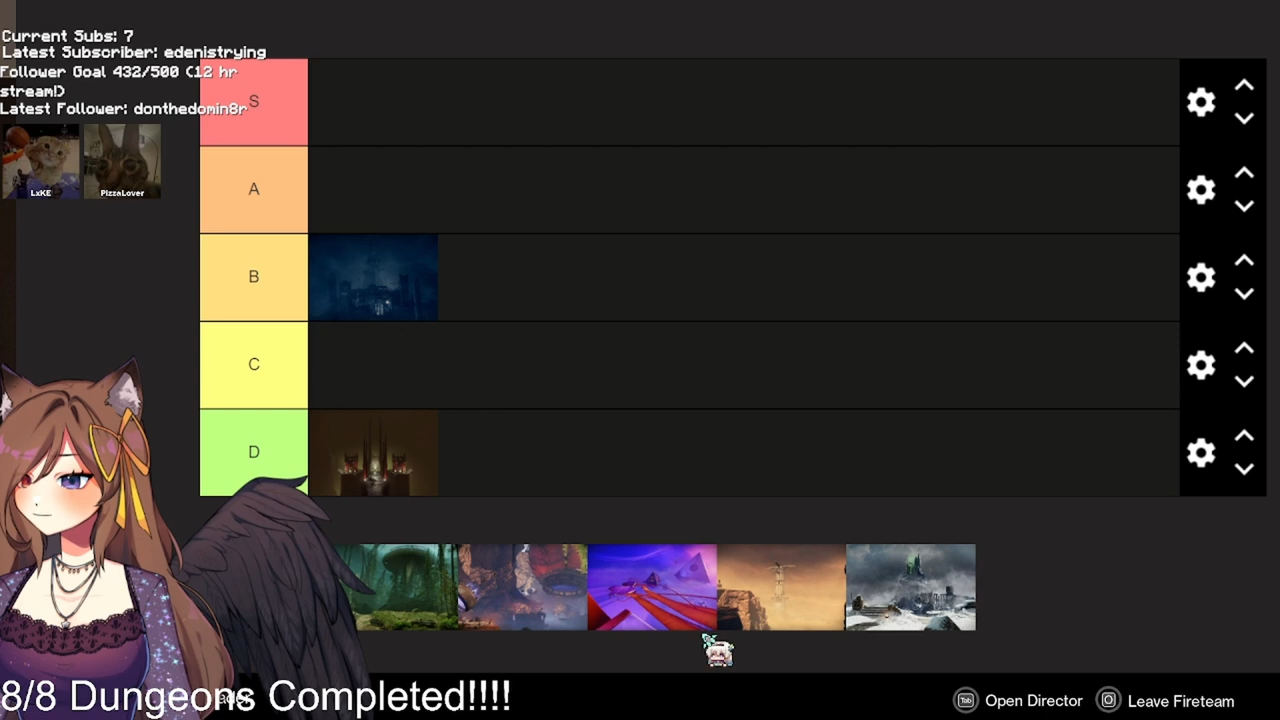 Current Subs: 7
Latest Subscriber: edenistrying
Follower Goal 432/500 (12 hr
stream!)
Latest Follower: donthedomin8r
S
LxKE
PizzaLover
A
B
C
D
8/8 Dungeons Completed!!!!
Tab Open Director
O Leave Fireteam